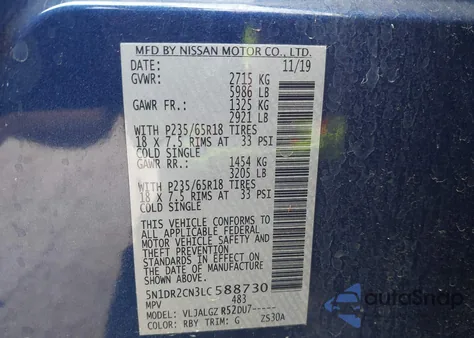 MFD BY NISSAN MOTOR CO., LTD.
DATE: 11/19
GVWR: 2715 KG
5986 LB
GAWR FR.: 1325 KG
2921 LB
WITH P235/65R18 TIRES
18 X 7.5 RIMS AT 33 PSI
COLD SINGLE
GAWR RR.: 1454 KG
3205 LB
WITH P235/65R18 TIRES
18 X 7.5 RIMS AT 33 PSI
COLD SINGLE
THIS VEHICLE CONFORMS TO
ALL APPLICABLE FEDERAL
MOTOR VEHICLE SAFETY
AND THEFT PREVENTION
STANDARDS IN EFFECT ON
THE DATE OF MANUFACTURE
5N1DR2CN3LC588730
MPV 483
MODEL: VLJALGZ R52DU7-----
COLOR: RBY TRIM: G ZS30A
AutoSnap